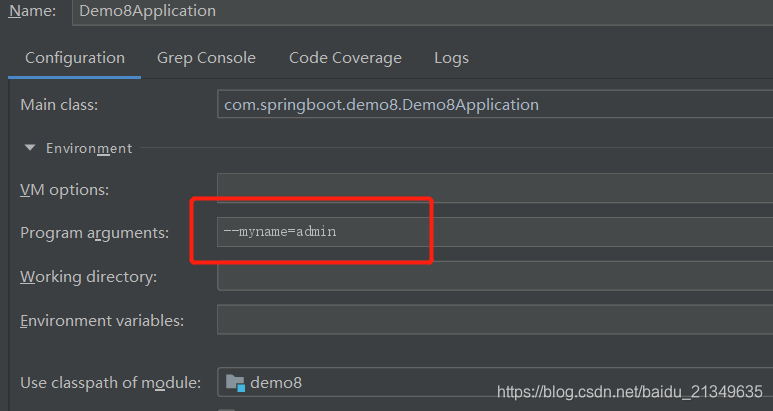 Name: Demo8Application
Configuration Grep Console Code Coverage Logs
Main class: com.springboot.demo8.Demo8Application
Environment
VM options:
Program arguments: --myname=admin
Working directory:
Environment variables:
Use classpath of module: demo8
https://blog.csdn.net/baidu_21349635